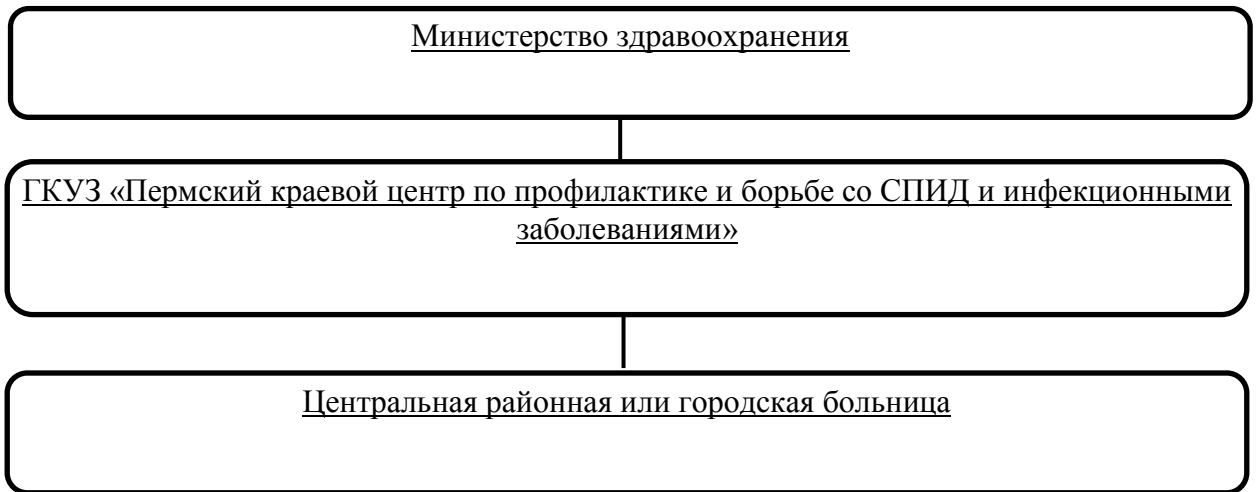 Министерство здравоохранения
ГКУЗ «Пермский краевой центр по профилактике и борьбе со СПИД и инфекционными
заболеваниями»
Центральная районная или городская больница